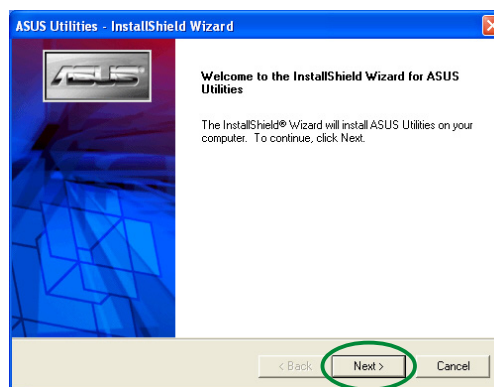 ASUS Utilities - InstallShield Wizard
ASUS
Welcome to the InstallShield Wizard for ASUS
Utilities
The InstallShield® Wizard will install ASUS Utilities on your
computer. To continue, click Next.
< Back
Next >
Cancel